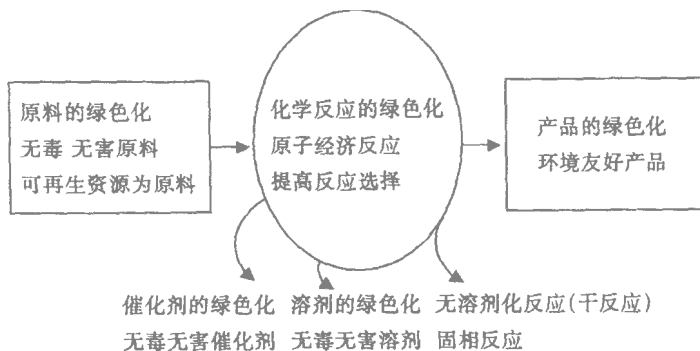 原料的绿色化
无毒 无害原料
可再生资源为原料
化学反应的绿色化
原子经济反应
提高反应选择
产品的绿色化
环境友好产品
催化剂的绿色化
无毒无害催化剂
溶剂的绿色化
无毒无害溶剂
无溶剂化反应(干反应)
固相反应